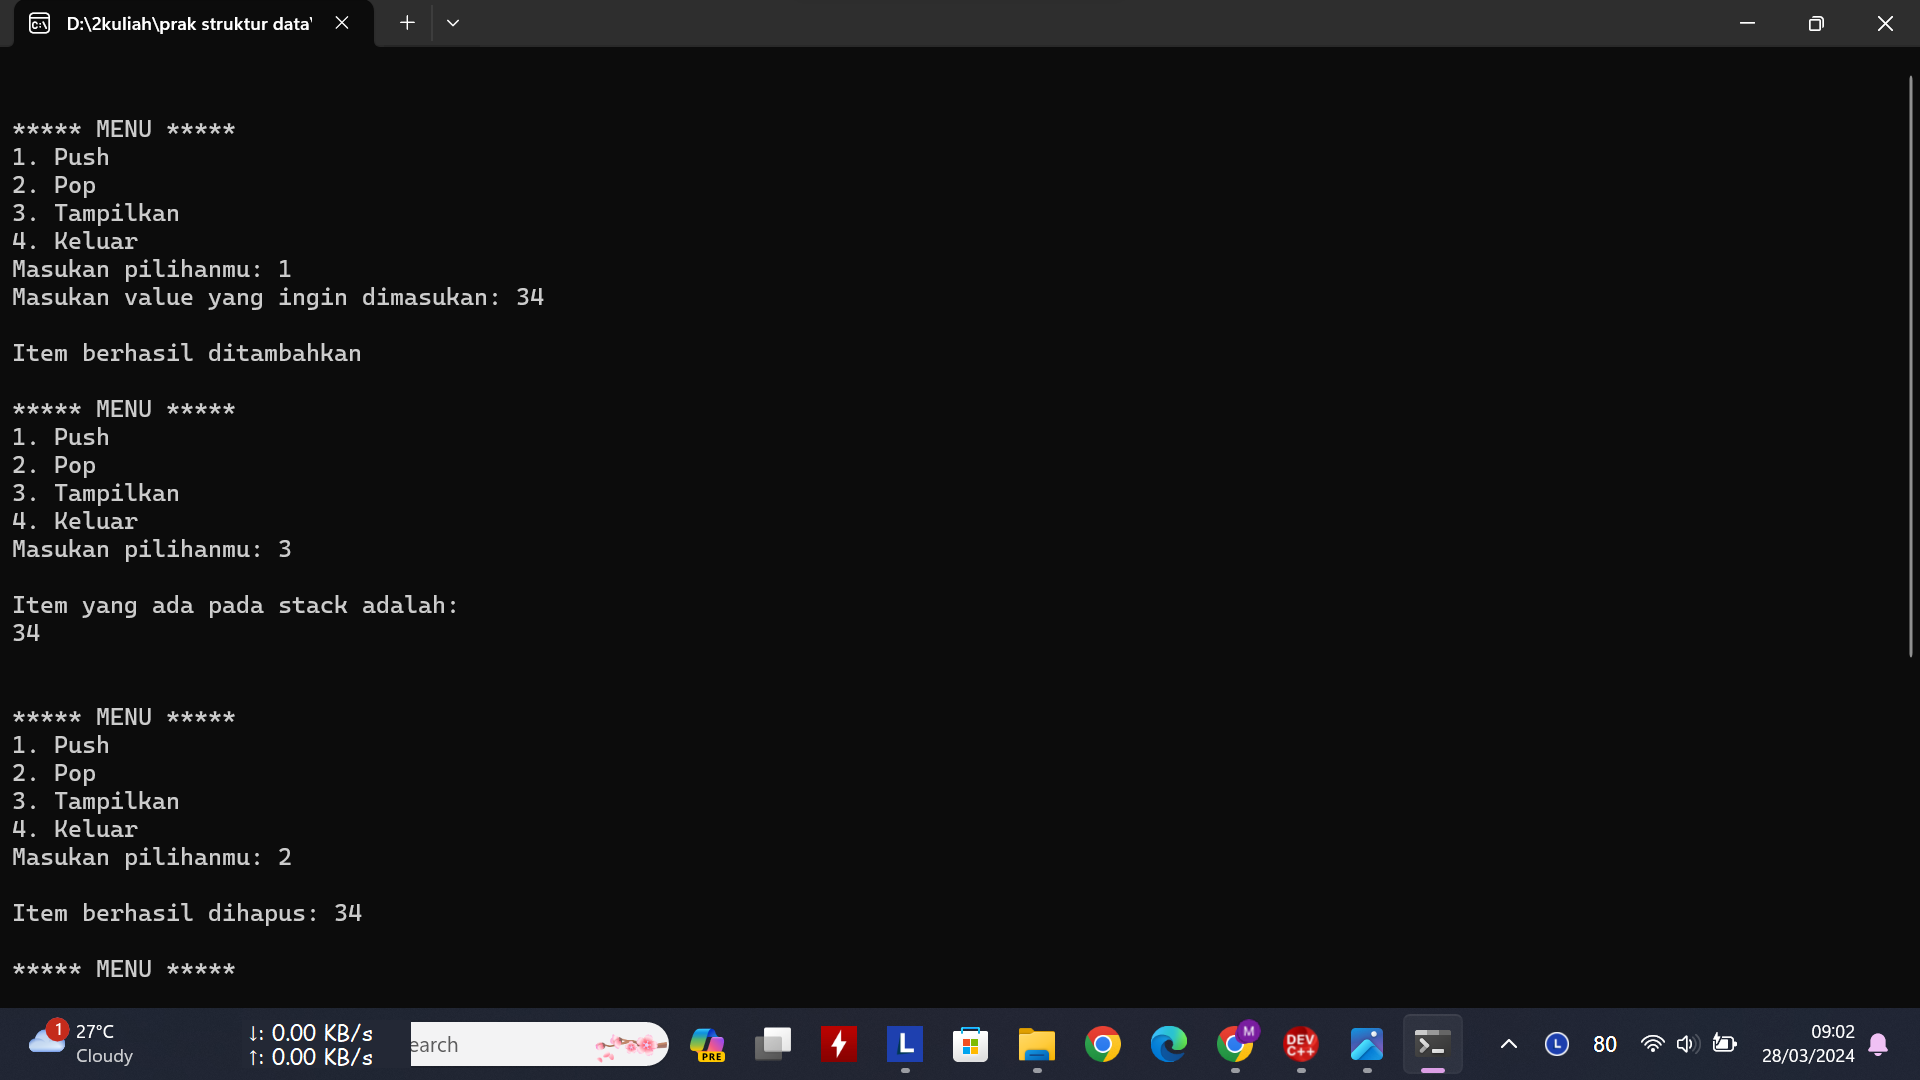 D:\2kuliah\prak struktur data\
***** MENU *****
1. Push
2. Pop
3. Tampilkan
4. Keluar
Masukan pilihanmu: 1
Masukan value yang ingin dimasukan: 34
Item berhasil ditambahkan
***** MENU *****
1. Push
2. Pop
3. Tampilkan
4. Keluar
Masukan pilihanmu: 3
Item yang ada pada stack adalah:
34
***** MENU *****
1. Push
2. Pop
3. Tampilkan
4. Keluar
Masukan pilihanmu: 2
Item berhasil dihapus: 34
***** MENU *****
1
27°C
Cloudy
↓: 0.00 KB/s
↑: 0.00 KB/s
earch
PRE
L
M
DEV
C++
L
80
09:02
28/03/2024